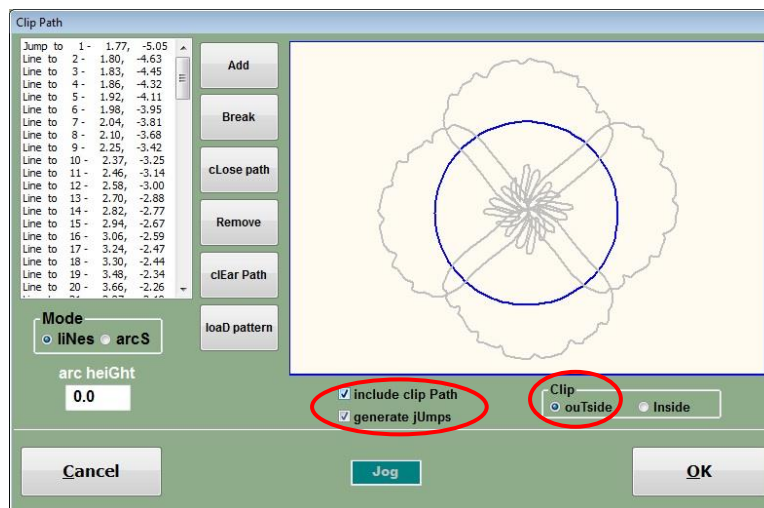 Clip Path
Jump to 1 - 1.77, -5.05
Line to 2 - 1.80, -4.63
Line to 3 - 1.83, -4.45
Line to 4 - 1.86, -4.32
Line to 5 - 1.92, -4.11
Line to 6 - 1.98, -3.95
Line to 7 - 2.04, -3.81
Line to 8 - 2.10, -3.68
Line to 9 - 2.25, -3.42
Line to 10 - 2.37, -3.25
Line to 11 - 2.46, -3.14
Line to 12 - 2.58, -3.00
Line to 13 - 2.70, -2.88
Line to 14 - 2.82, -2.77
Line to 15 - 2.94, -2.67
Line to 16 - 3.06, -2.59
Line to 17 - 3.24, -2.47
Line to 18 - 3.30, -2.44
Line to 19 - 3.48, -2.34
Line to 20 - 3.66, -2.26
Add
Break
cLose path
Remove
clEar Path
loaD pattern
Mode
liNes
arcS
arc heiGht
0.0
include clip Path
generate jUmps
Clip
ouTside
Inside
Cancel
Jog
OK